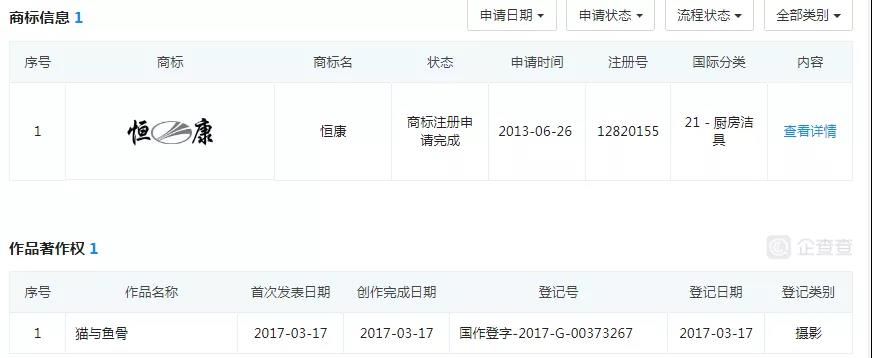 商标信息 1
申请日期 申请状态 流程状态 全部类别
序号 商标 商标名 状态 申请时间 注册号 国际分类 内容
1 恒康 恒康 商标注册申 2013-06-26 12820155 21 - 厨房洁 查看详情
请完成 具
作品著作权 1
企查查
序号 作品名称 首次发表日期 创作完成日期 登记号 登记日期 登记类别
1 猫与鱼骨 2017-03-17 2017-03-17 国作登字-2017-G-00373267 2017-03-17 摄影